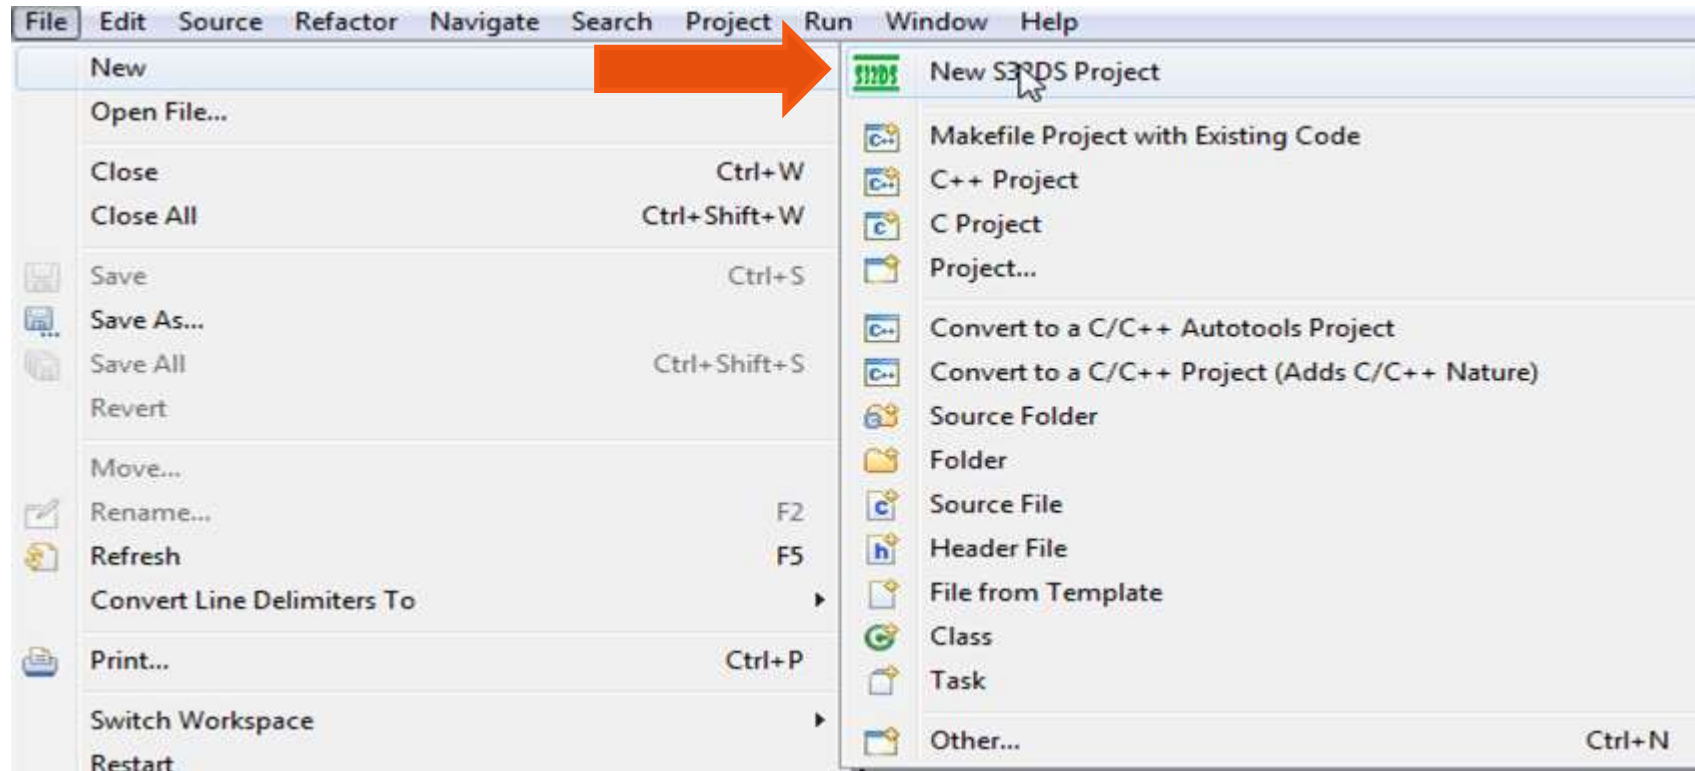 File Edit Source Refactor Navigate Search Project Run Window Help
New
Open File...
Close Ctrl+W
Close All Ctrl+Shift+W
Save Ctrl+S
Save As...
Save All Ctrl+Shift+S
Revert
Move...
Rename... F2
Refresh F5
Convert Line Delimiters To
Print... Ctrl+P
Switch Workspace
Restart
S32DS New S32DS Project
C++ Makefile Project with Existing Code
C++ C++ Project
C C Project
Project...
C++ Convert to a C/C++ Autotools Project
C++ Convert to a C/C++ Project (Adds C/C++ Nature)
Source Folder
Folder
c Source File
h Header File
File from Template
C Class
Task
Other... Ctrl+N